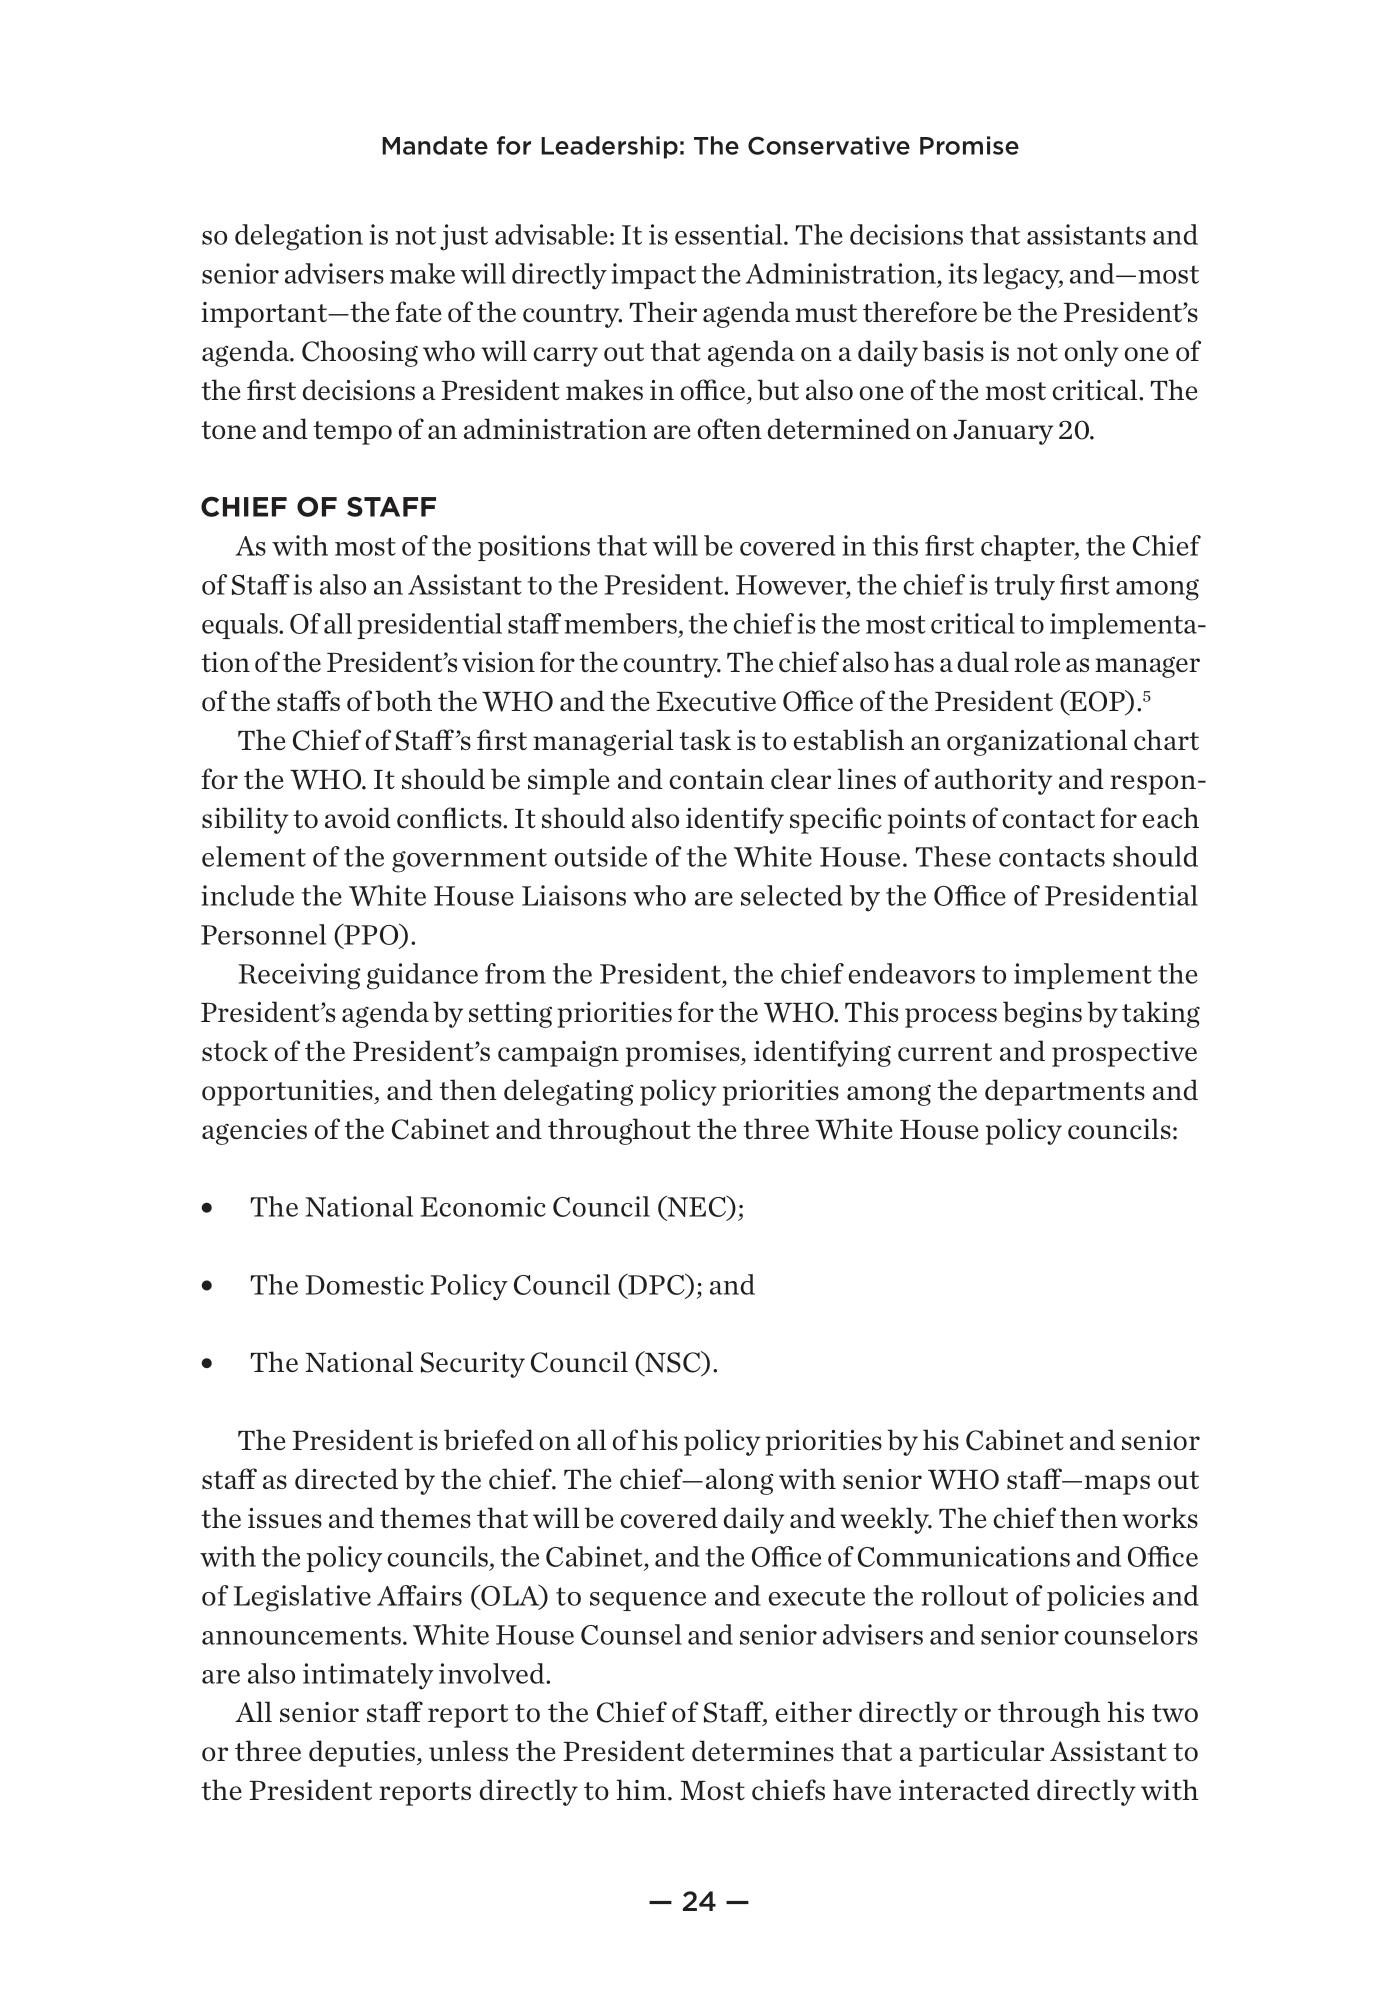 Mandate for Leadership: The Conservative Promise
so delegation is not just advisable: It is essential. The decisions that assistants and
senior advisers make will directly impact the Administration, its legacy, and—most
important—the fate of the country. Their agenda must therefore be the President’s
agenda. Choosing who will carry out that agenda on a daily basis is not only one of
the first decisions a President makes in office, but also one of the most critical. The
tone and tempo of an administration are often determined on January 20.
CHIEF OF STAFF
As with most of the positions that will be covered in this first chapter, the Chief
of Staff is also an Assistant to the President. However, the chief is truly first among
equals. Of all presidential staff members, the chief is the most critical to implementa-
tion of the President’s vision for the country. The chief also has a dual role as manager
of the staffs of both the WHO and the Executive Office of the President (EOP).⁵
The Chief of Staff’s first managerial task is to establish an organizational chart
for the WHO. It should be simple and contain clear lines of authority and respon-
sibility to avoid conflicts. It should also identify specific points of contact for each
element of the government outside of the White House. These contacts should
include the White House Liaisons who are selected by the Office of Presidential
Personnel (PPO).
Receiving guidance from the President, the chief endeavors to implement the
President’s agenda by setting priorities for the WHO. This process begins by taking
stock of the President’s campaign promises, identifying current and prospective
opportunities, and then delegating policy priorities among the departments and
agencies of the Cabinet and throughout the three White House policy councils:
• The National Economic Council (NEC);
• The Domestic Policy Council (DPC); and
• The National Security Council (NSC).
The President is briefed on all of his policy priorities by his Cabinet and senior
staff as directed by the chief. The chief—along with senior WHO staff—maps out
the issues and themes that will be covered daily and weekly. The chief then works
with the policy councils, the Cabinet, and the Office of Communications and Office
of Legislative Affairs (OLA) to sequence and execute the rollout of policies and
announcements. White House Counsel and senior advisers and senior counselors
are also intimately involved.
All senior staff report to the Chief of Staff, either directly or through his two
or three deputies, unless the President determines that a particular Assistant to
the President reports directly to him. Most chiefs have interacted directly with
— 24 —